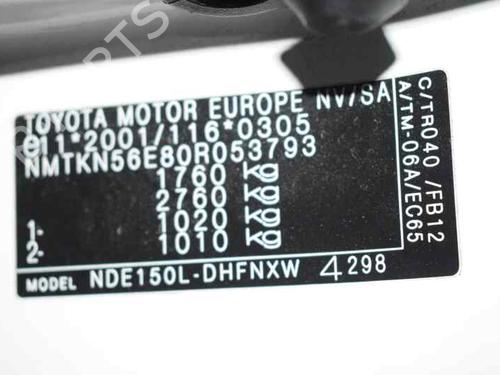 TOYOTA MOTOR EUROPE NV/SA
e11*2001/116*0305
NMTKN56E80R053793
1760 Kg
2760 Kg
1- 1020 Kg
2- 1010 Kg
MODEL NDE150L-DHFNXW 4298
C/TR040 /FB12
A/TM-06A/EC65